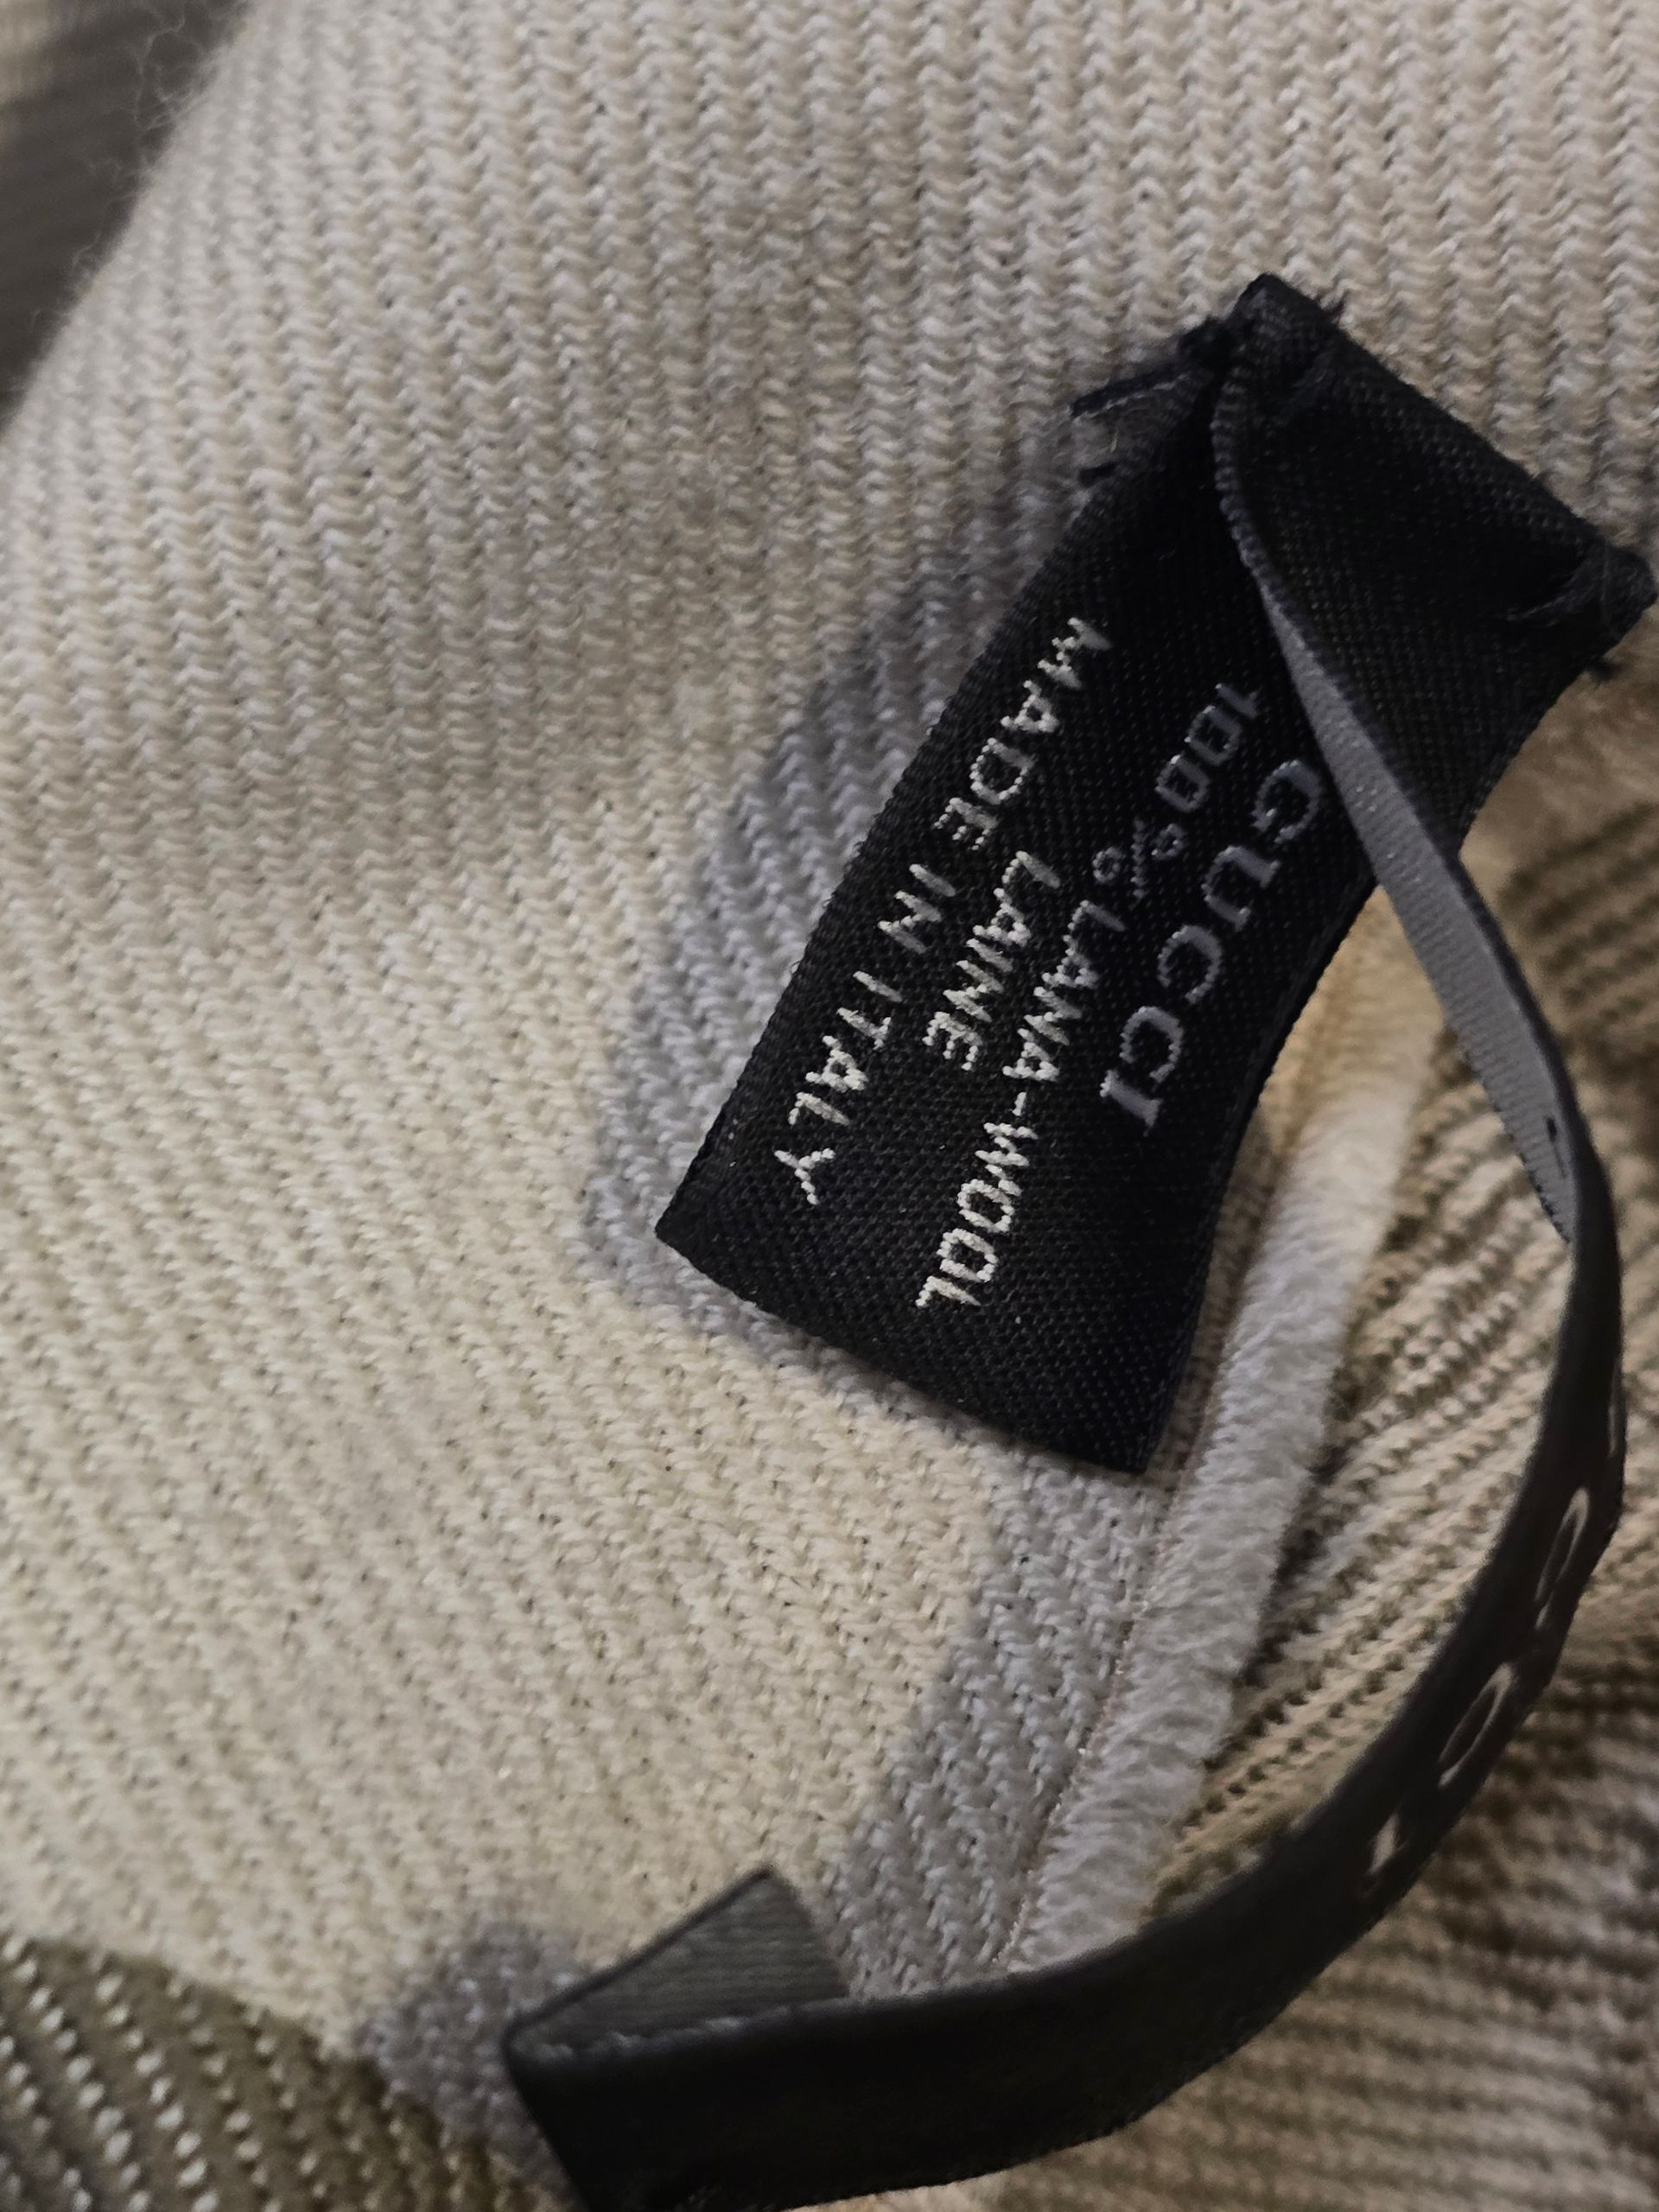 GUCCI
100% LANA-WOOL
LAINE
MADE IN ITALY